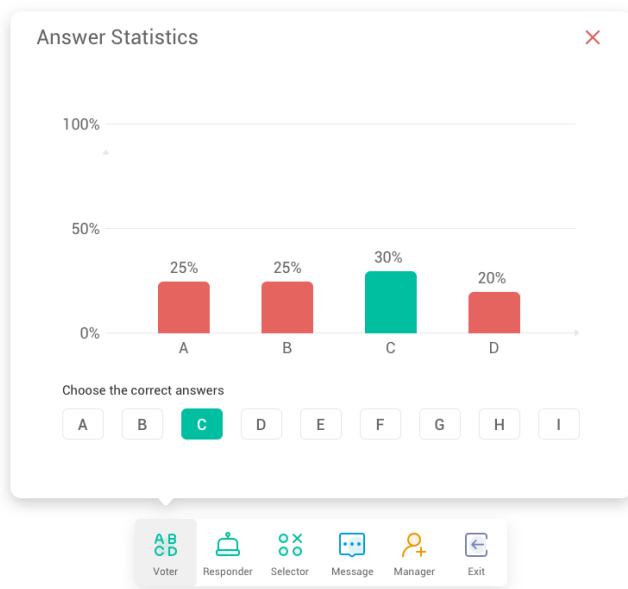 Answer Statistics
100%
50%
30%
25% 25%
20%
0%
A B C D
Choose the correct answers
A B C D E F G H I
A B
C D
Voter Responder Selector Message Manager Exit